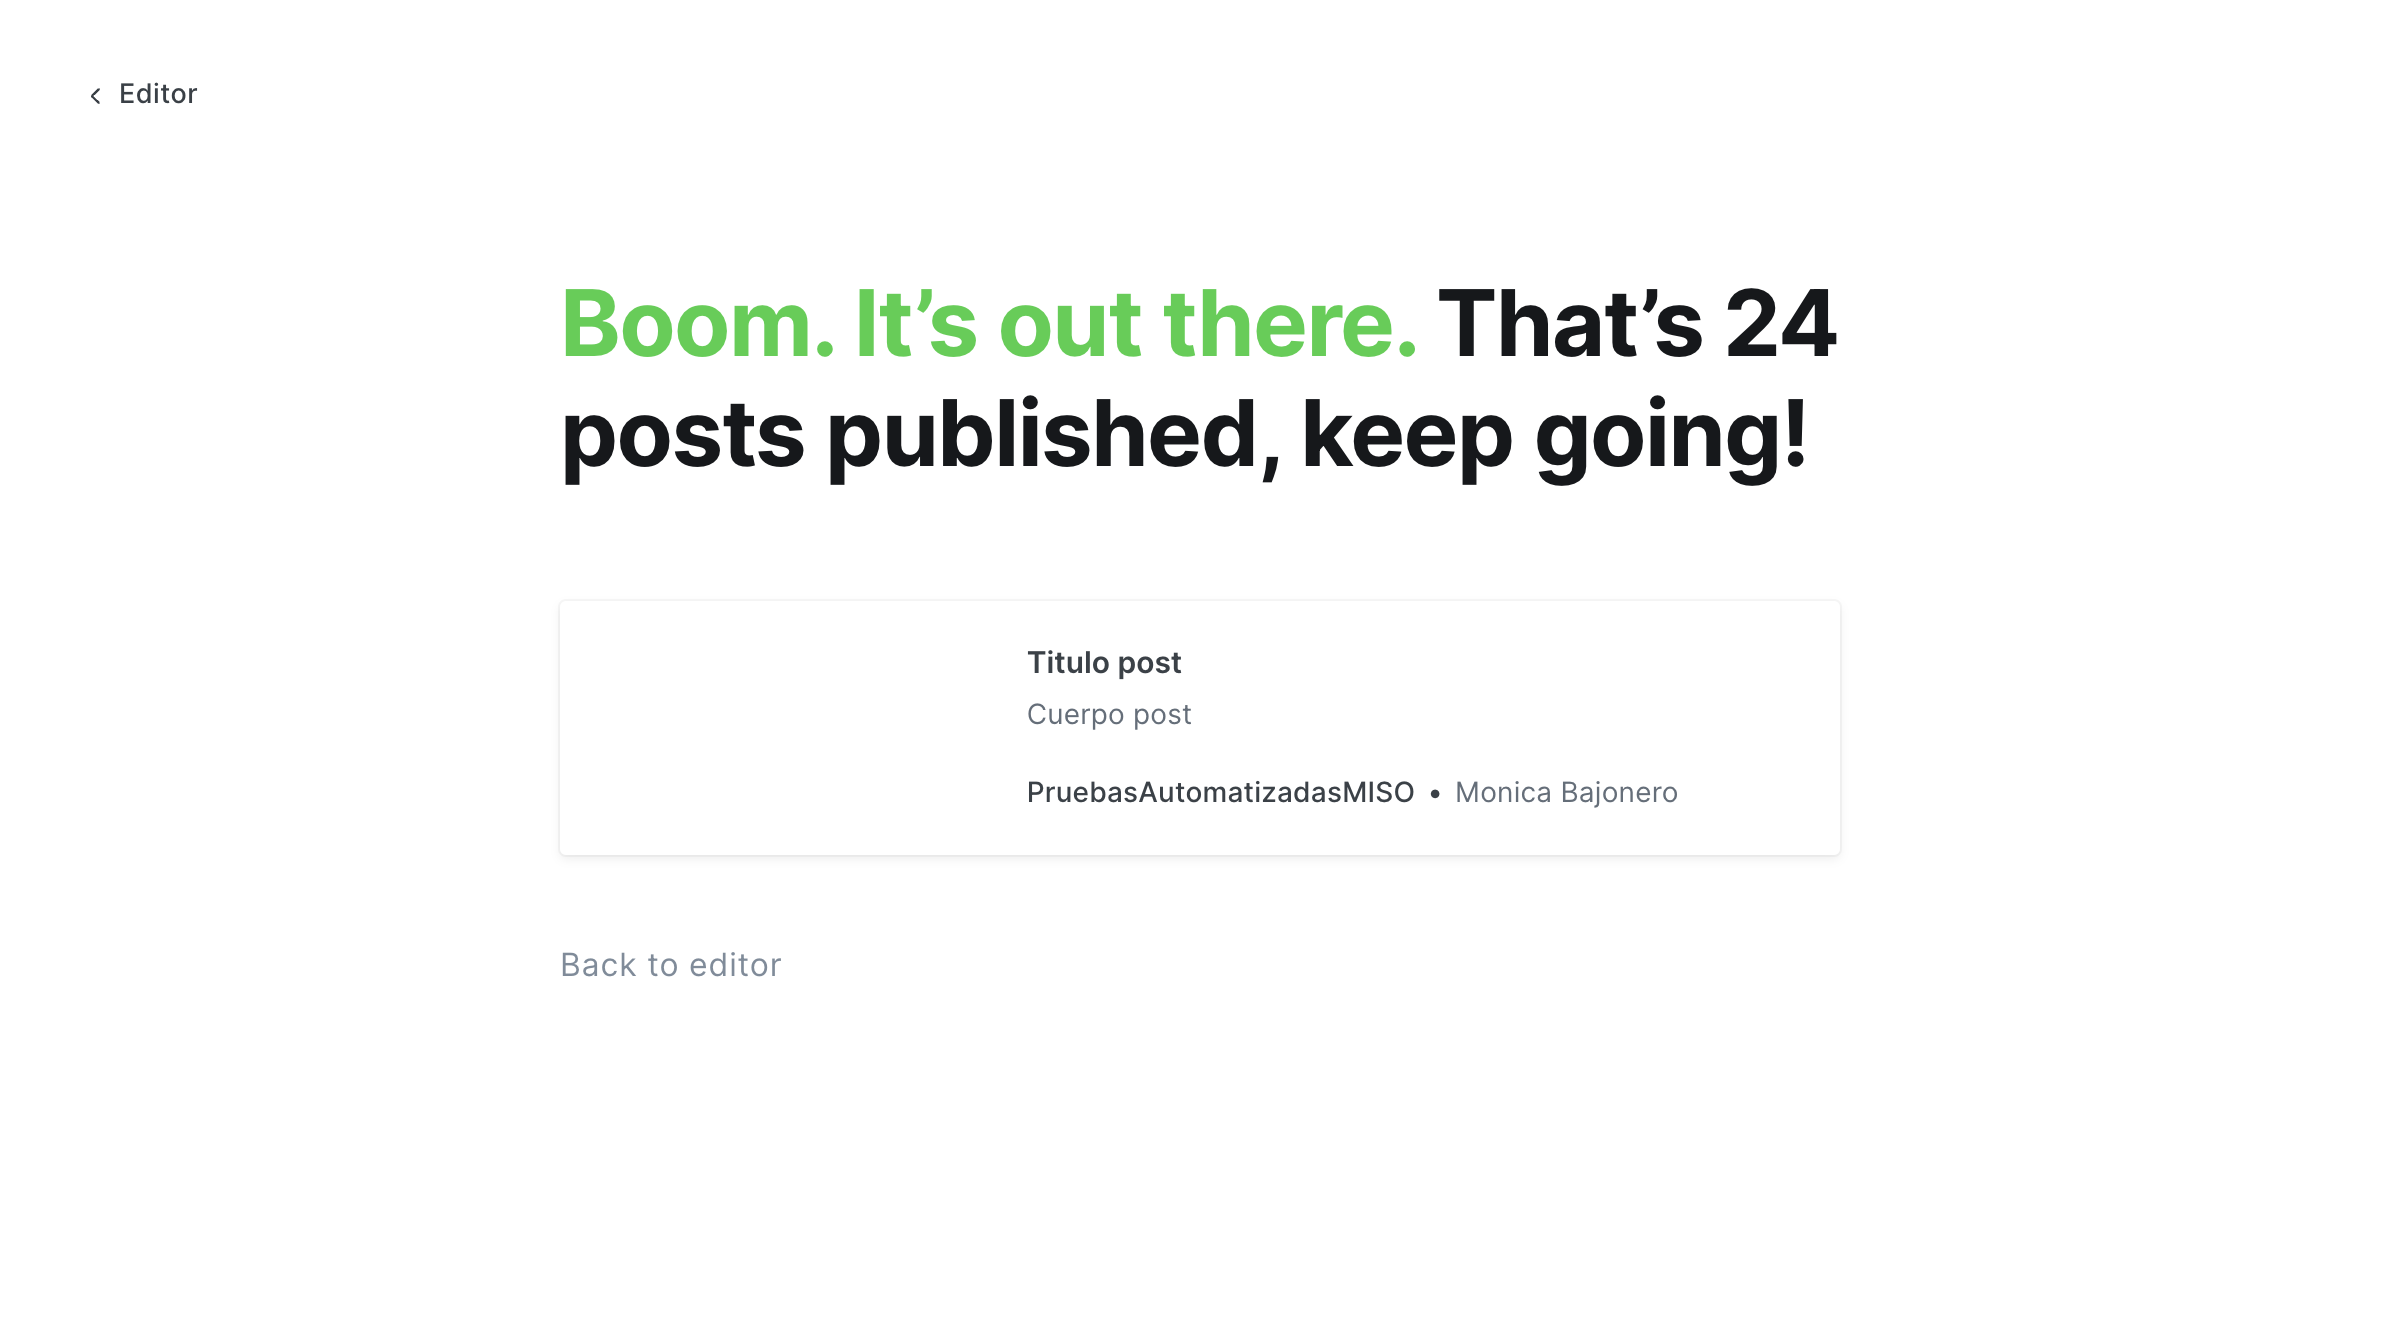 Editor
Boom. It’s out there. That’s 24
posts published, keep going!
Titulo post
Cuerpo post
PruebasAutomatizadasMISO • Monica Bajonero
Back to editor